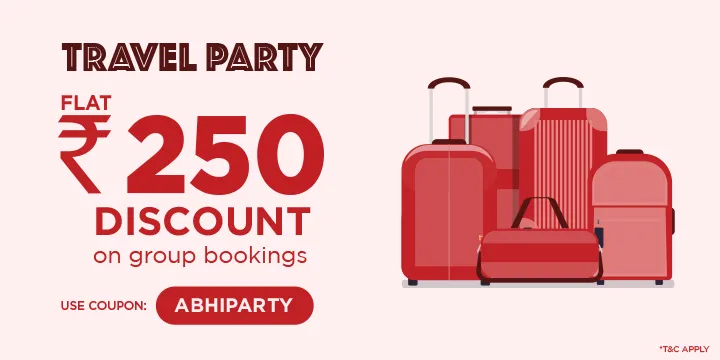 TRAVEL PARTY
FLAT
₹250
DISCOUNT
on group bookings
USE COUPON: ABHIPARTY
*T&C APPLY